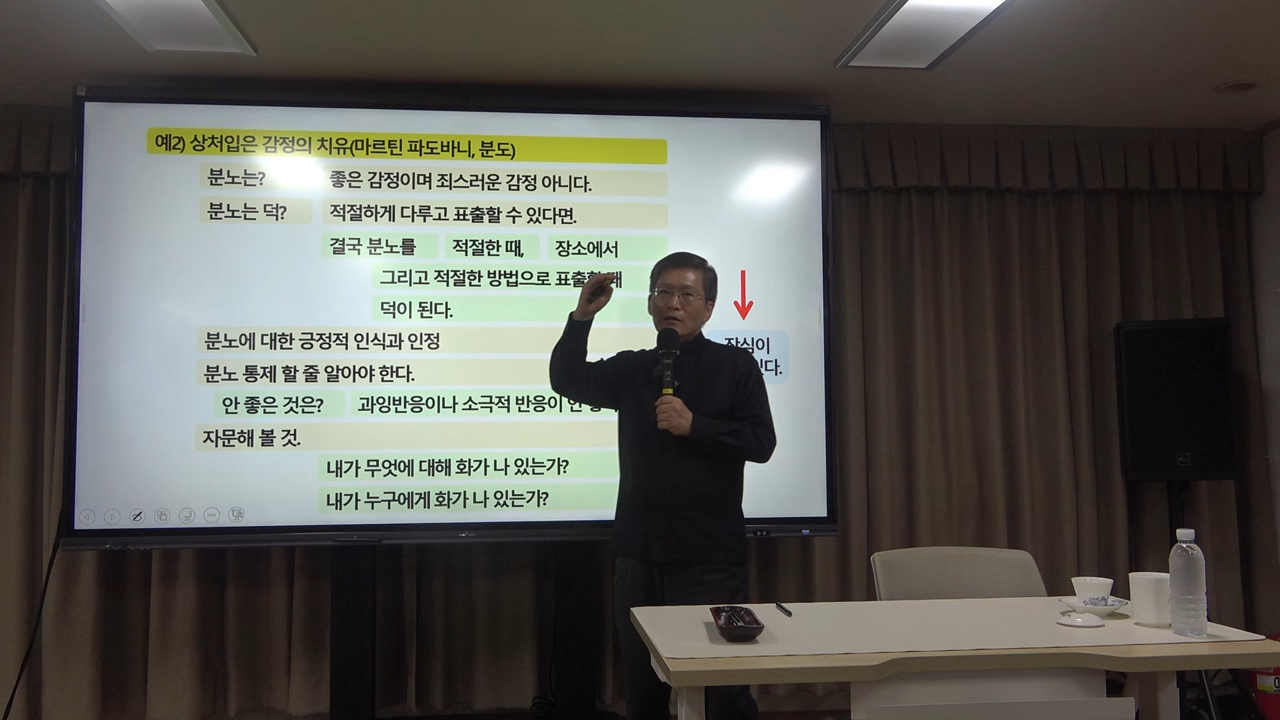 예2) 상처입은 감정의 치유(마르틴 파도바니, 분도)
분노는? 좋은 감정이며 죄스러운 감정 아니다.
분노는 덕? 적절하게 다루고 표출할 수 있다면.
결국 분노를 적절한 때, 장소에서
그리고 적절한 방법으로 표출할 때
덕이 된다.
분노에 대한 긍정적 인식과 인정
분노 통제 할 줄 알아야 한다.
안 좋은 것은? 과잉반응이나 소극적 반응이
자문해 볼 것.
내가 무엇에 대해 화가 나 있는가?
내가 누구에게 화가 나 있는가?